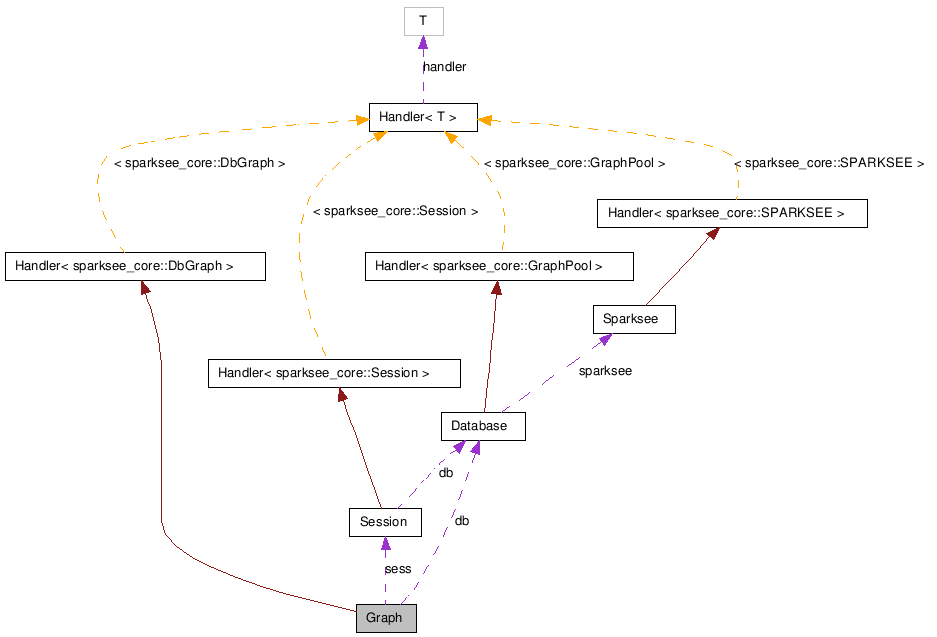 T
handler
Handler< T >
< sparksee_core::DbGraph >
< sparksee_core::GraphPool >
< sparksee_core::SPARKSEE >
< sparksee_core::Session >
Handler< sparksee_core::SPARKSEE >
Handler< sparksee_core::DbGraph >
Handler< sparksee_core::GraphPool >
Sparksee
sparksee
Handler< sparksee_core::Session >
Database
db
Session
db
sess
Graph